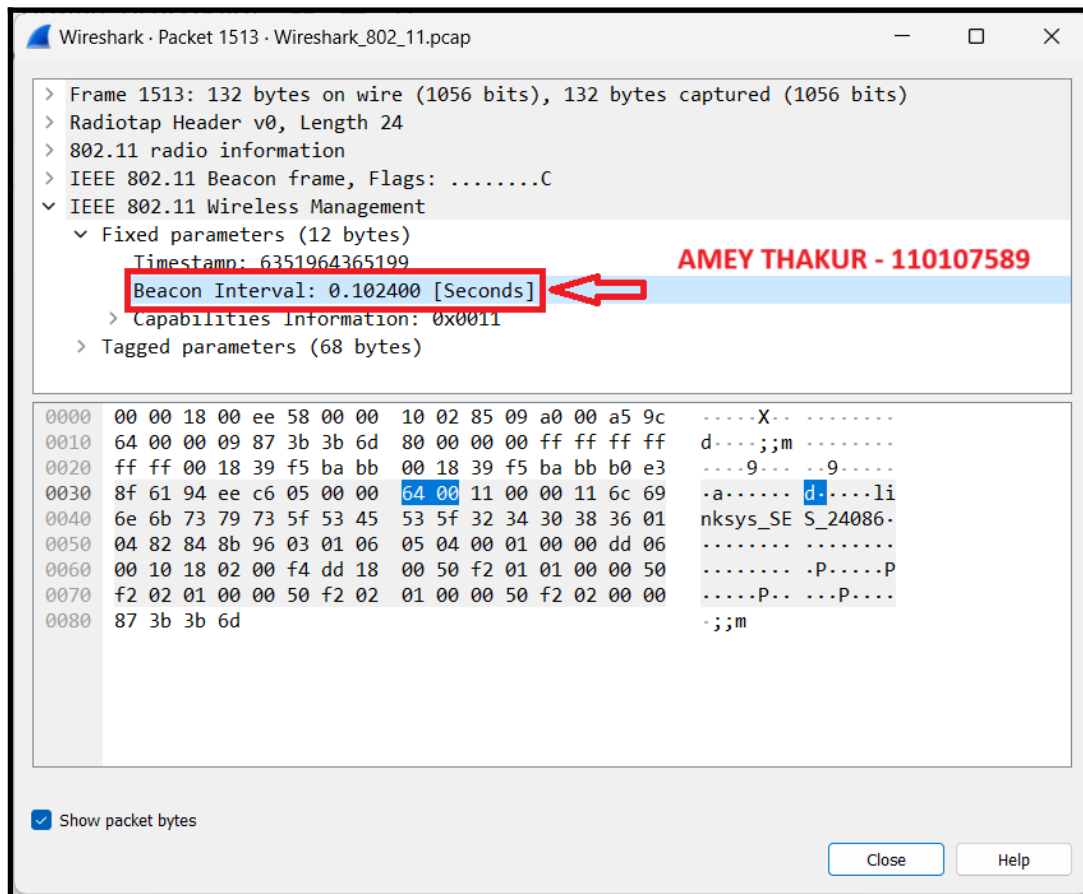 Wireshark · Packet 1513 · Wireshark_802_11.pcap
> Frame 1513: 132 bytes on wire (1056 bits), 132 bytes captured (1056 bits)
> Radiotap Header v0, Length 24
> 802.11 radio information
> IEEE 802.11 Beacon frame, Flags: ........C
IEEE 802.11 Wireless Management
Fixed parameters (12 bytes)
Timestamp: 6351964365199
AMEY THAKUR - 110107589
Beacon Interval: 0.102400 [Seconds]
> Capabilities Information: 0x0011
> Tagged parameters (68 bytes)
0000 00 00 18 00 ee 58 00 00 10 02 85 09 a0 00 a5 9c ·····X·· ········
0010 64 00 00 09 87 3b 3b 6d 80 00 00 00 ff ff ff ff d····;;m ········
0020 ff ff 00 18 39 f5 ba bb 00 18 39 f5 ba bb b0 e3 ····9··· ··9·····
0030 8f 61 94 ee c6 05 00 00 64 00 11 00 00 11 6c 69 ·a······ d·····li
0040 6e 6b 73 79 73 5f 53 45 53 5f 32 34 30 38 36 01 nksys_SE S_24086·
0050 04 82 84 8b 96 03 01 06 05 04 00 01 00 00 dd 06 ········ ········
0060 00 10 18 02 00 f4 dd 18 00 50 f2 01 01 00 00 50 ········ ·P·····P
0070 f2 02 01 00 00 50 f2 02 01 00 00 50 f2 02 00 00 ·····P·· ···P····
0080 87 3b 3b 6d ·;;m
Show packet bytes
Close Help